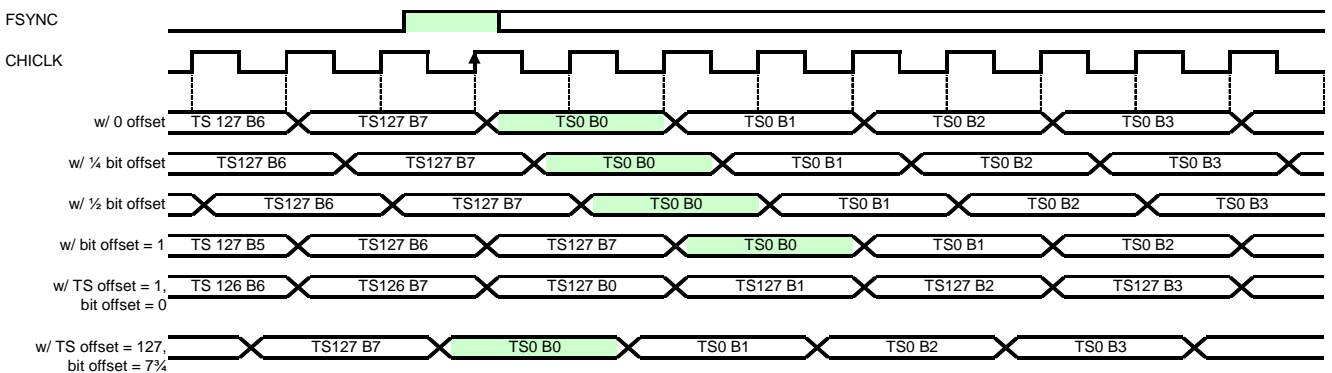 FSYNC
CHICLK
w/ 0 offset TS 127 B6 TS127 B7 TS0 B0 TS0 B1 TS0 B2 TS0 B3
w/ ¼ bit offset TS127 B6 TS127 B7 TS0 B0 TS0 B1 TS0 B2 TS0 B3
w/ ½ bit offset TS127 B6 TS127 B7 TS0 B0 TS0 B1 TS0 B2 TS0 B3
w/ bit offset = 1 TS 127 B5 TS127 B6 TS127 B7 TS0 B0 TS0 B1 TS0 B2
w/ TS offset = 1, TS 126 B6 TS126 B7 TS127 B0 TS127 B1 TS127 B2 TS127 B3
bit offset = 0
w/ TS offset = 127, TS127 B7 TS0 B0 TS0 B1 TS0 B2 TS0 B3
bit offset = 7¾